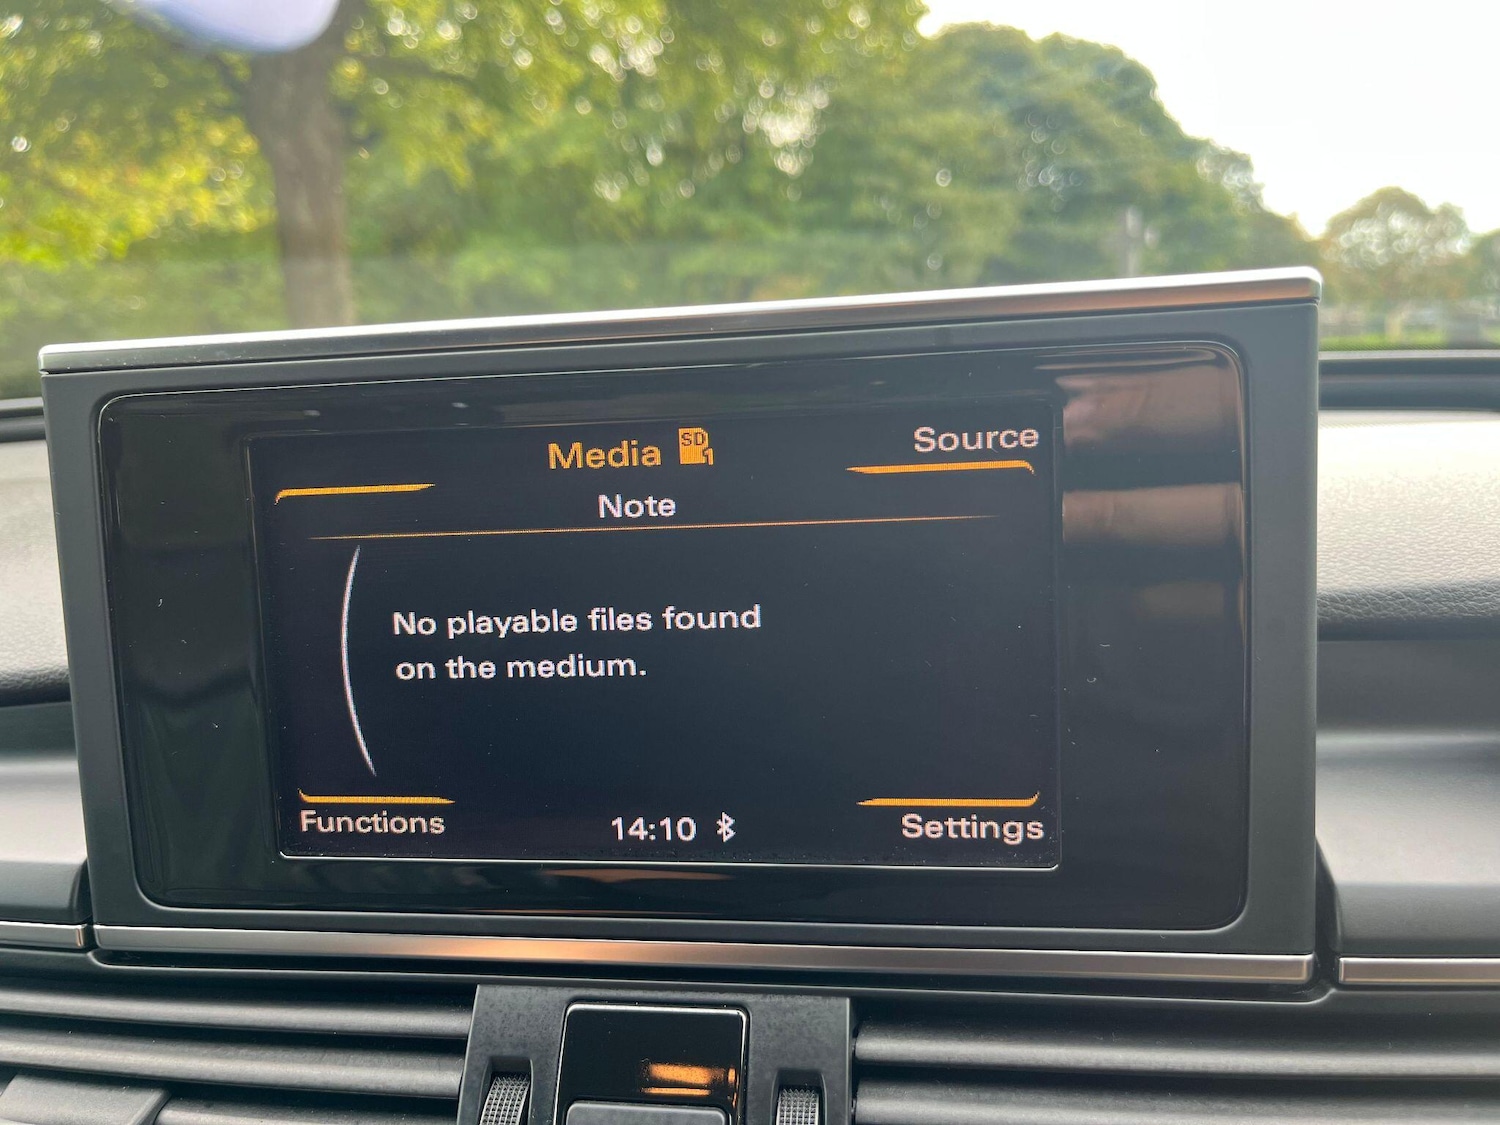 Media SD 1
Source
Note
No playable files found
on the medium.
Functions
14:10
Settings